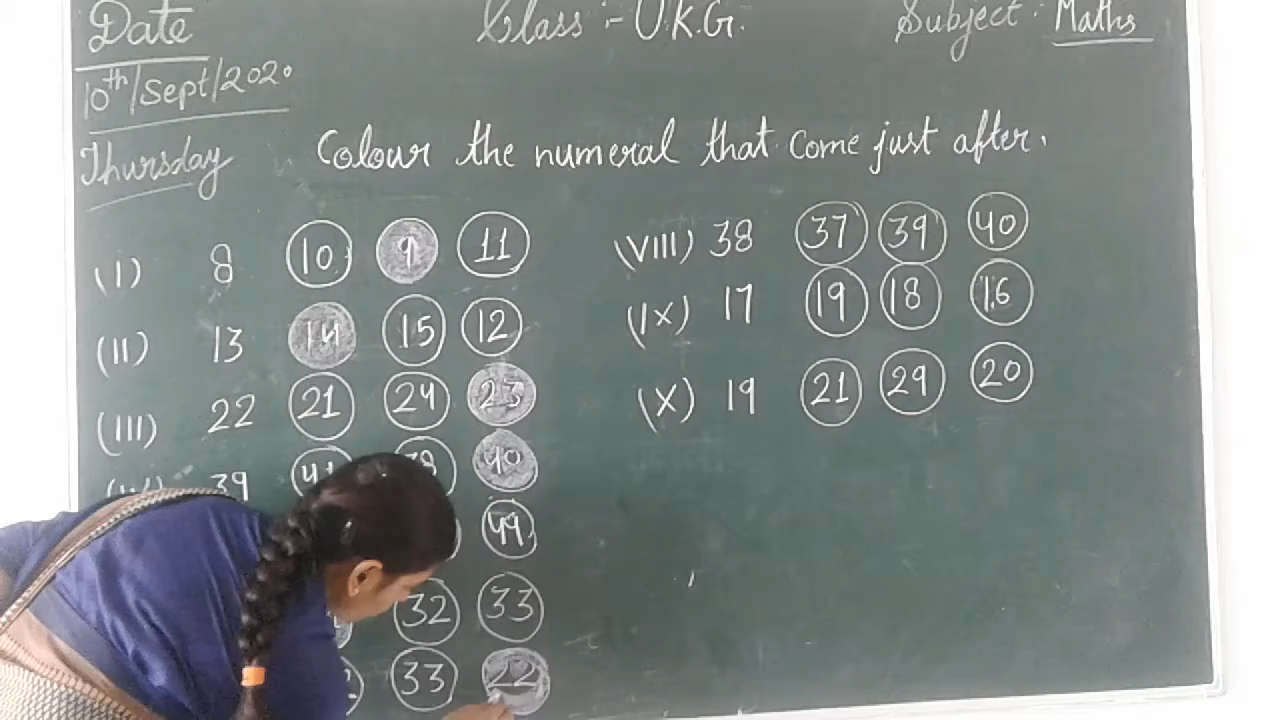 Date Class :- U.K.G. Subject : Maths
10th/Sept/2020
Thursday Colour the numeral that come just after.
(I) 8 10 9 11
(II) 13 14 15 12
(III) 22 21 24 23
39 41 38 40
49
32 33
33 22
(VIII) 38 37 39 40
(IX) 17 19 18 16
(X) 19 21 29 20